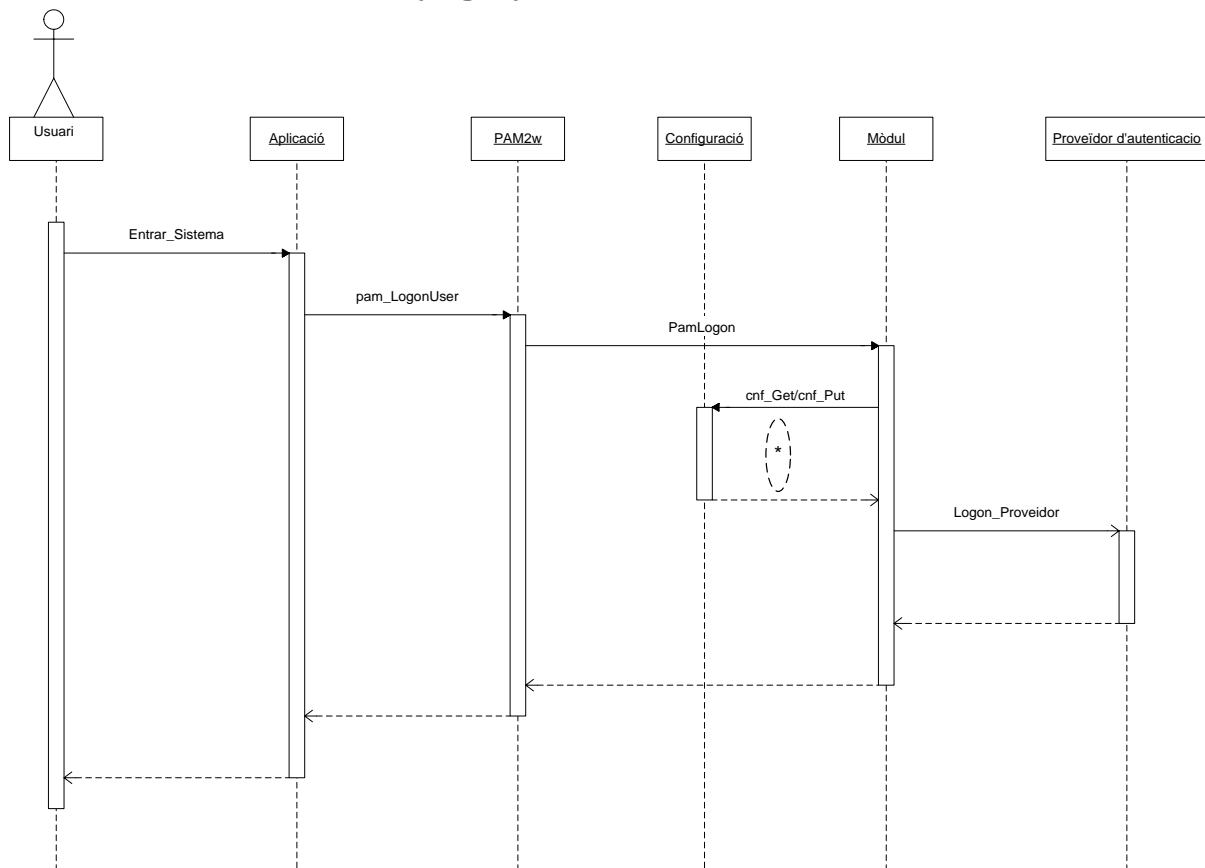 Usuari
Aplicació
PAM2w
Configuració
Mòdul
Proveïdor d'autenticacio
Entrar_Sistema
pam_LogonUser
PamLogon
cnf_Get/cnf_Put
*
Logon_Proveidor